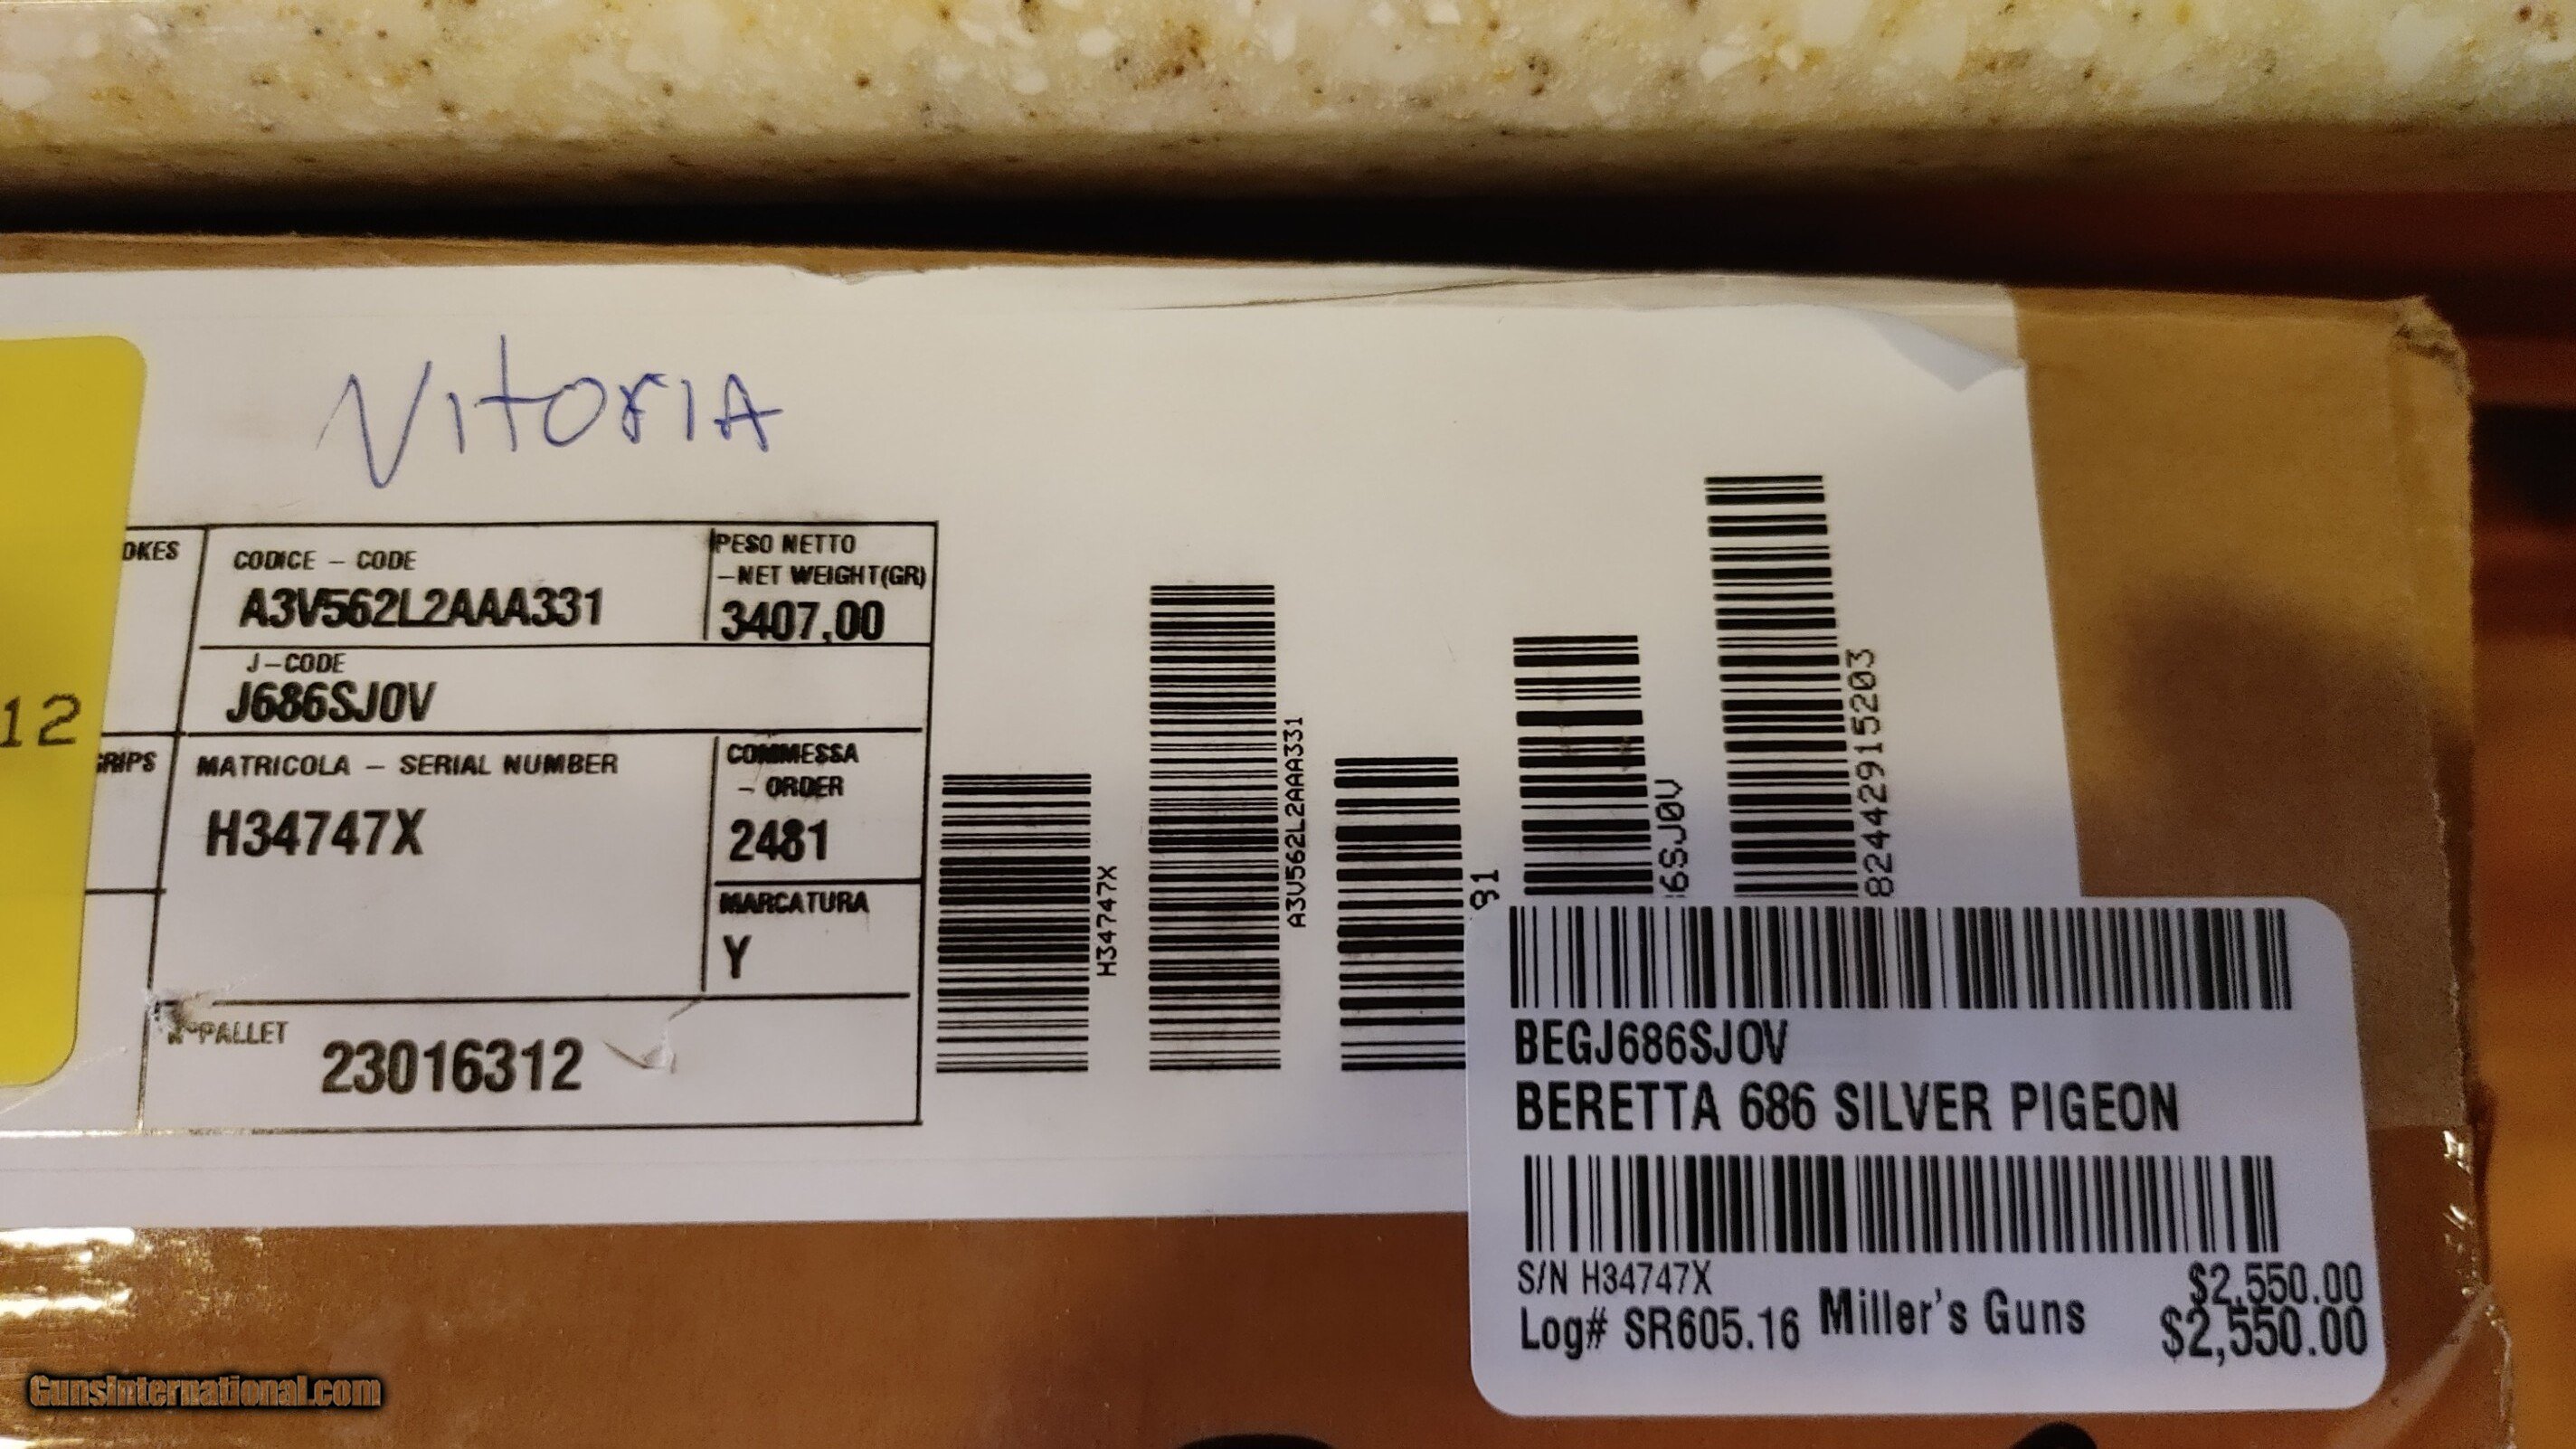 VItorIA
OKES
CODICE - CODE
A3V562L2AAA331
PESO NETTO
-NET WEIGHT(GR)
3407,00
J-CODE
J686SJ0V
12
RIPS
MATRICOLA - SERIAL NUMBER
H34747X
COMMESSA
- ORDER
2481
MARCATURA
Y
N°PALLET
23016312
H34747X
A3V562L2AAA331
81
6SJ0V
82442915203
BEGJ686SJ0V
BERETTA 686 SILVER PIGEON
S/N H34747X
$2,550.00
Log# SR605.16 Miller's Guns $2,550.00
GunsInternational.com